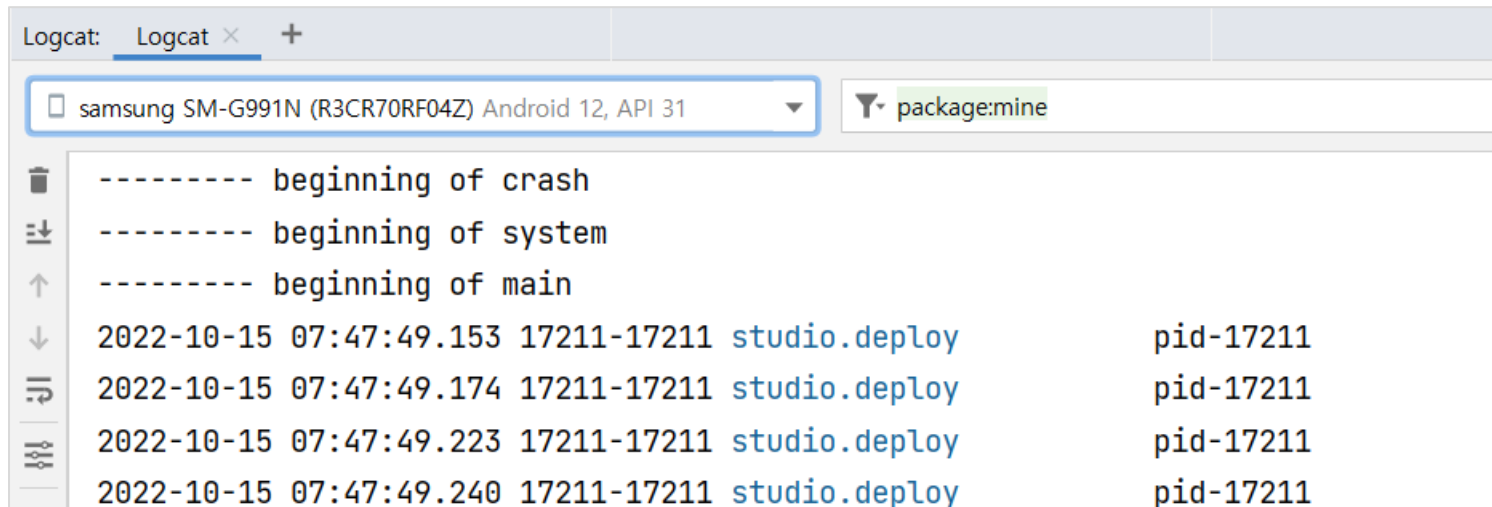 Logcat: Logcat × +
samsung SM-G991N (R3CR70RF04Z) Android 12, API 31 package:mine
--------- beginning of crash
--------- beginning of system
--------- beginning of main
2022-10-15 07:47:49.153 17211-17211 studio.deploy pid-17211
2022-10-15 07:47:49.174 17211-17211 studio.deploy pid-17211
2022-10-15 07:47:49.223 17211-17211 studio.deploy pid-17211
2022-10-15 07:47:49.240 17211-17211 studio.deploy pid-17211